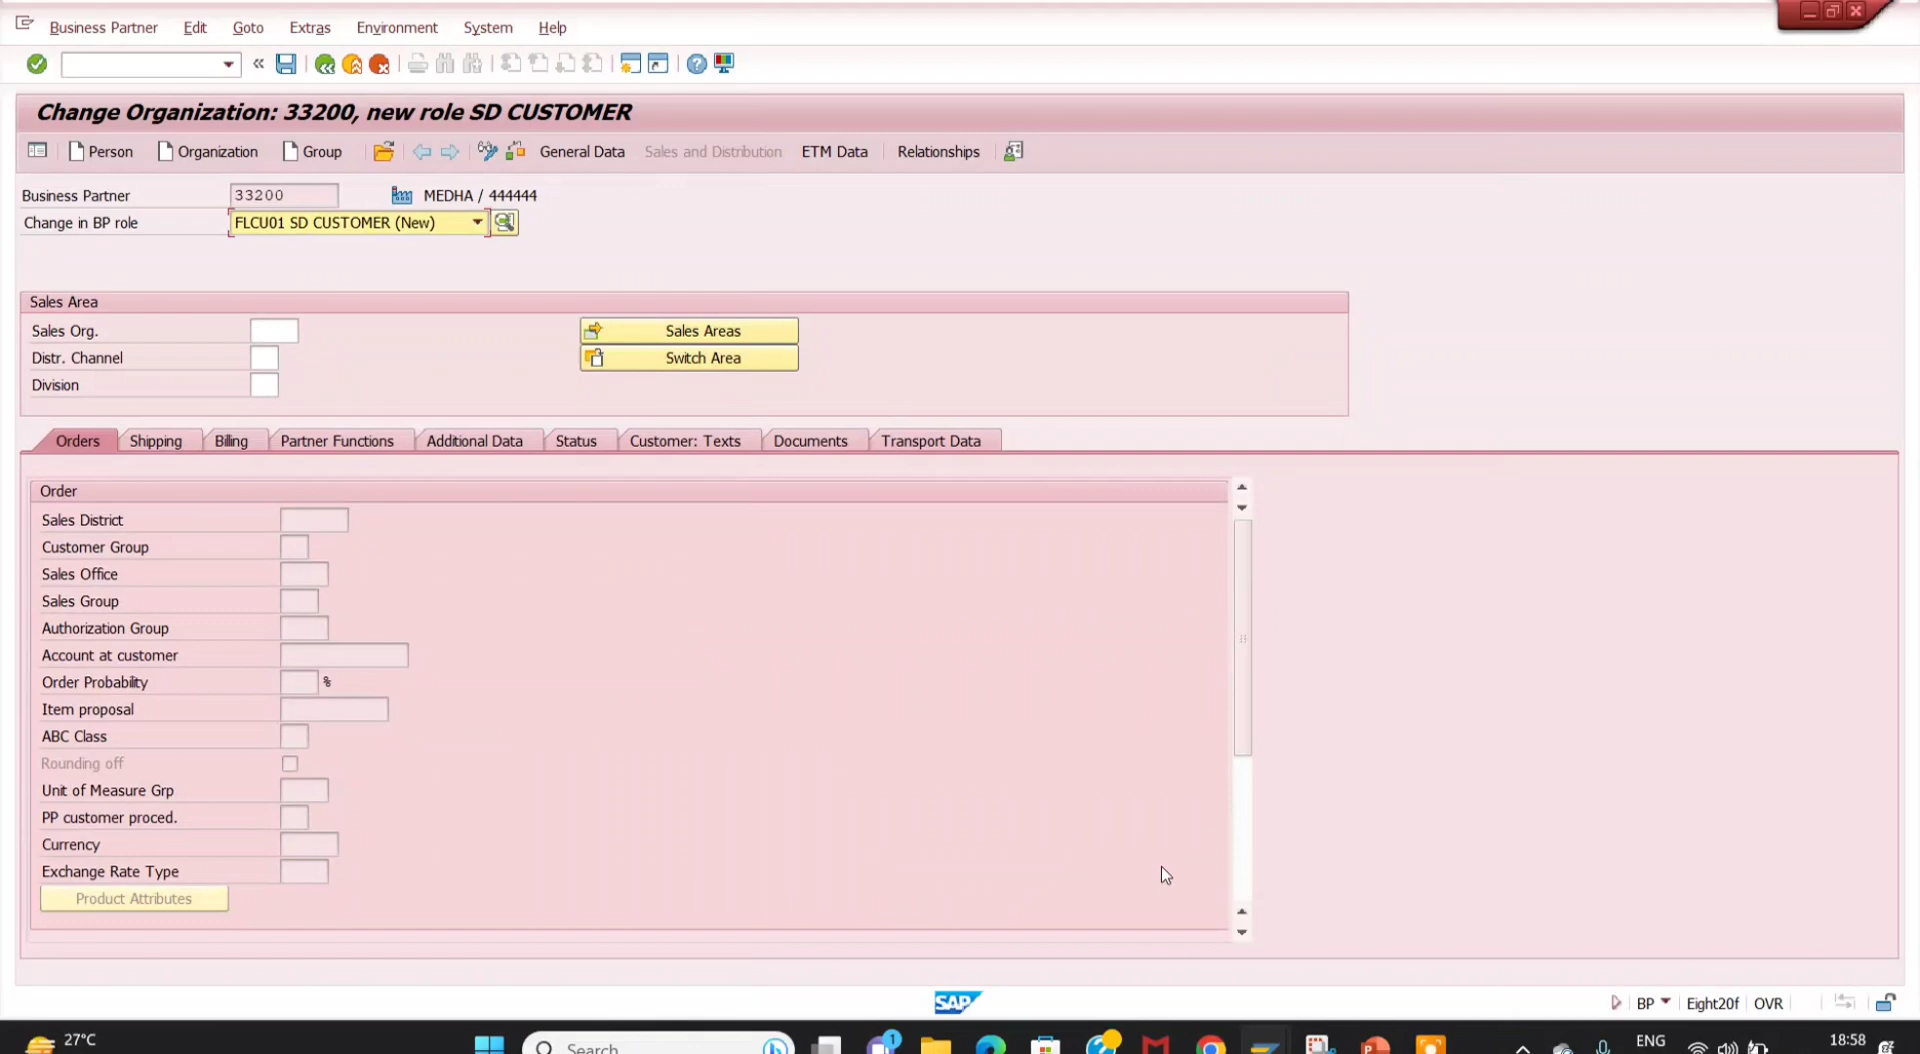 Business Partner Edit Goto Extras Environment System Help
Change Organization: 33200, new role SD CUSTOMER
Person Organization Group General Data Sales and Distribution ETM Data Relationships
Business Partner 33200 MEDHA / 444444
Change in BP role FLCU01 SD CUSTOMER (New)
Sales Area
Sales Org. Sales Areas
Distr. Channel Switch Area
Division
Orders Shipping Billing Partner Functions Additional Data Status Customer: Texts Documents Transport Data
Order
Sales District
Customer Group
Sales Office
Sales Group
Authorization Group
Account at customer
Order Probability %
Item proposal
ABC Class
Rounding off
Unit of Measure Grp
PP customer proced.
Currency
Exchange Rate Type
Product Attributes
SAP BP Eight20f OVR
27°C Search 1 ENG 18:58